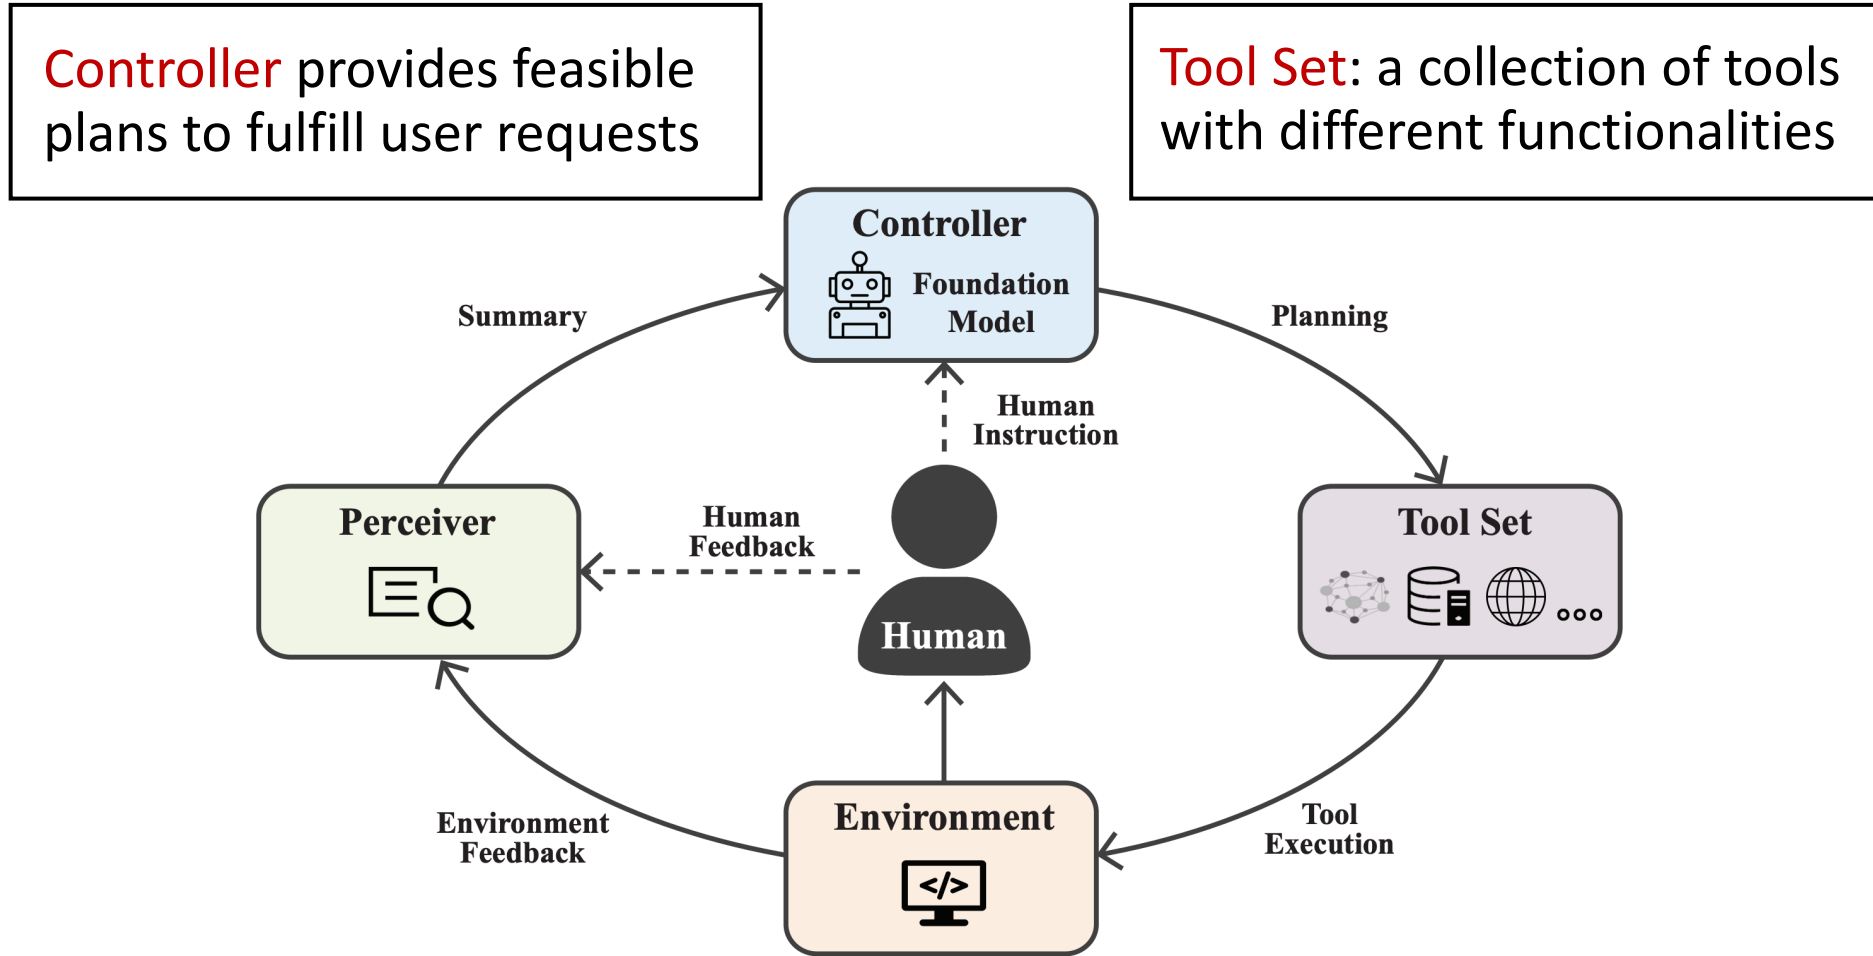 Controller provides feasible
plans to fulfill user requests
Tool Set: a collection of tools
with different functionalities
Controller
Foundation
Model
Summary
Planning
Human
Instruction
Perceiver
Human
Feedback
Tool Set
Human
Environment
Feedback
Environment
</>
Tool
Execution